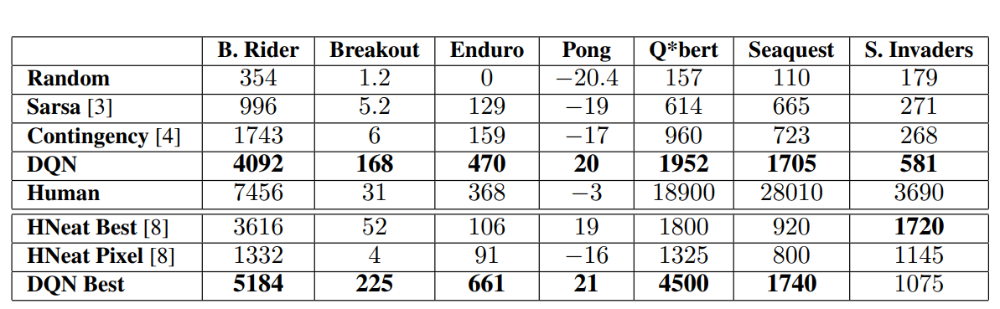 B. Rider Breakout Enduro Pong Q*bert Seaquest S. Invaders
Random 354 1.2 0 −20.4 157 110 179
Sarsa [3] 996 5.2 129 −19 614 665 271
Contingency [4] 1743 6 159 −17 960 723 268
DQN 4092 168 470 20 1952 1705 581
Human 7456 31 368 −3 18900 28010 3690
HNeat Best [8] 3616 52 106 19 1800 920 1720
HNeat Pixel [8] 1332 4 91 −16 1325 800 1145
DQN Best 5184 225 661 21 4500 1740 1075